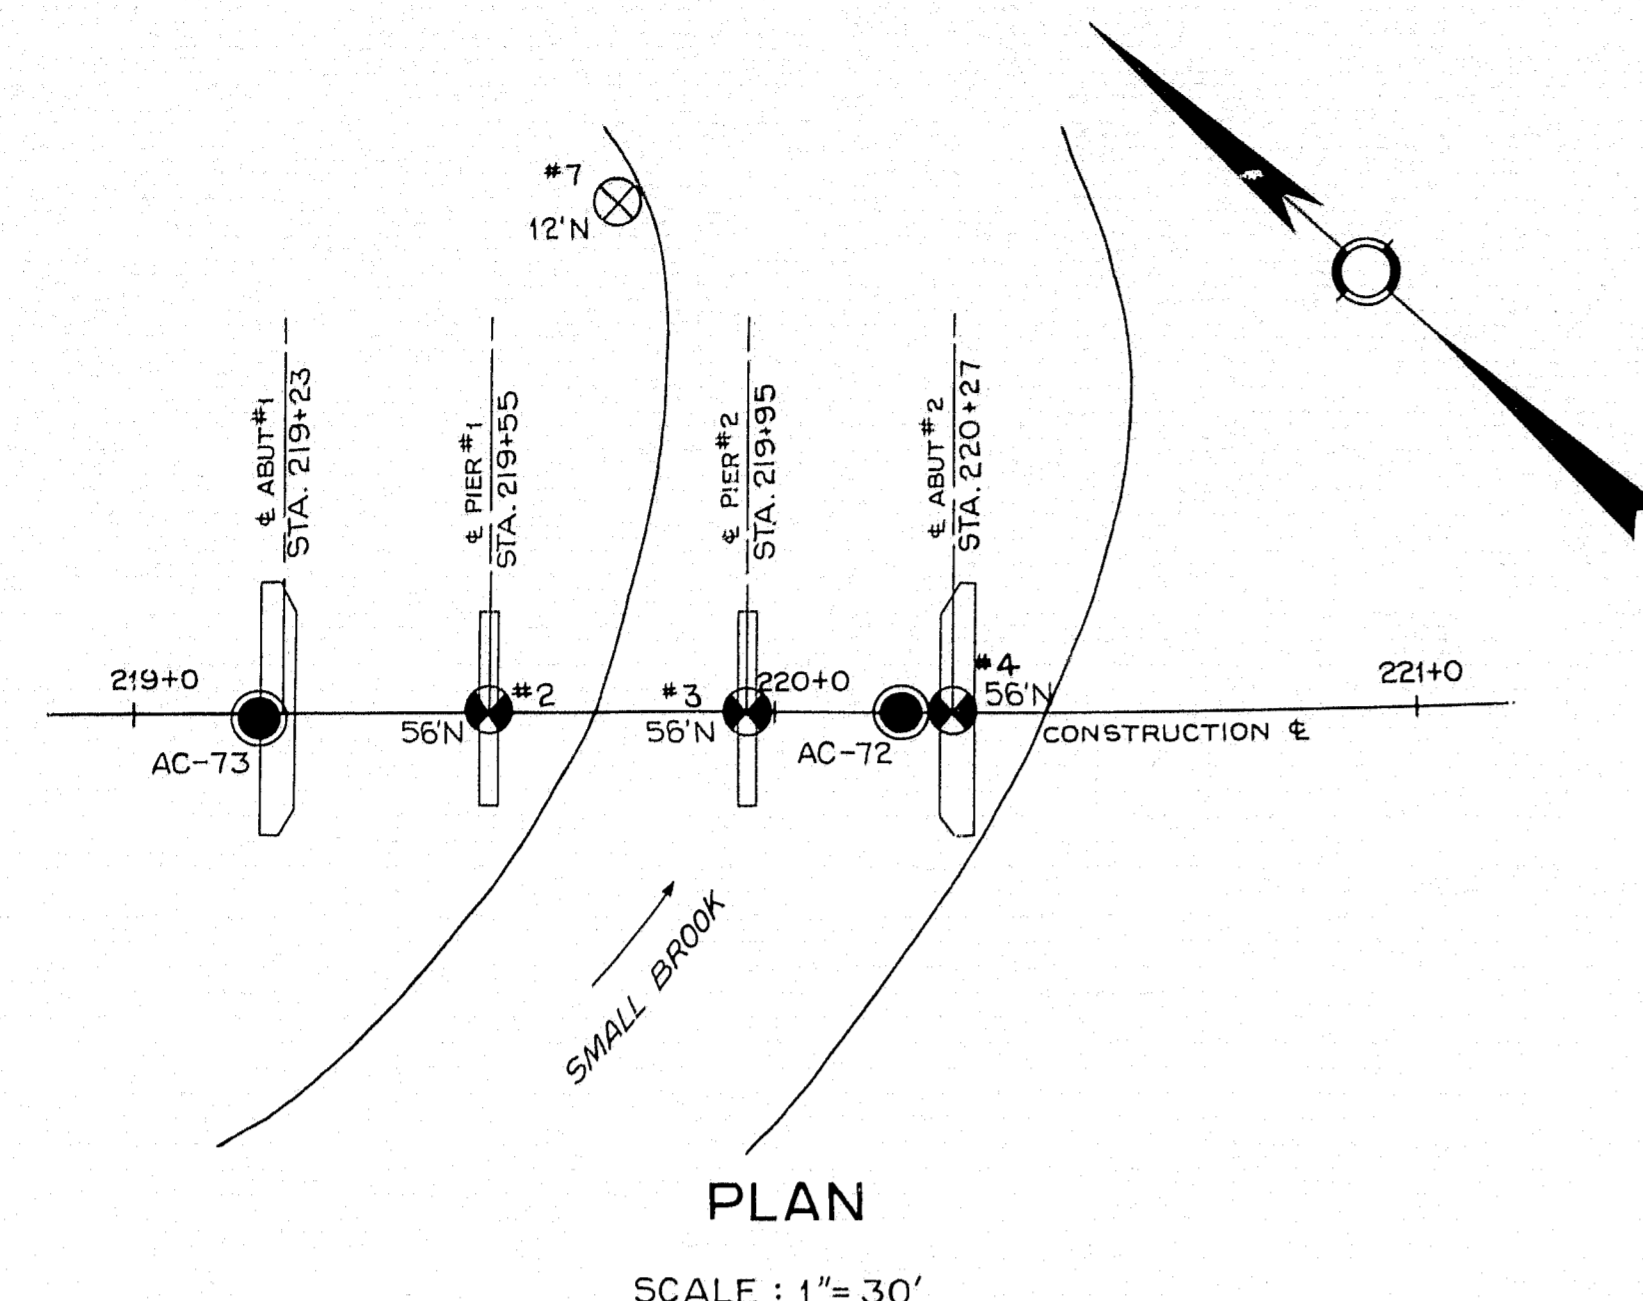 #7
12'N
℄ ABUT #1
STA. 219+23
℄ PIER #1
STA. 219+55
℄ PIER #2
STA. 219+95
℄ ABUT #2
STA. 220+27
219+0
#2
56'N
#3
56'N
220+0
#4
56'N
221+0
AC-73
AC-72
CONSTRUCTION ℄
SMALL BROOK
PLAN
SCALE : 1"= 30'